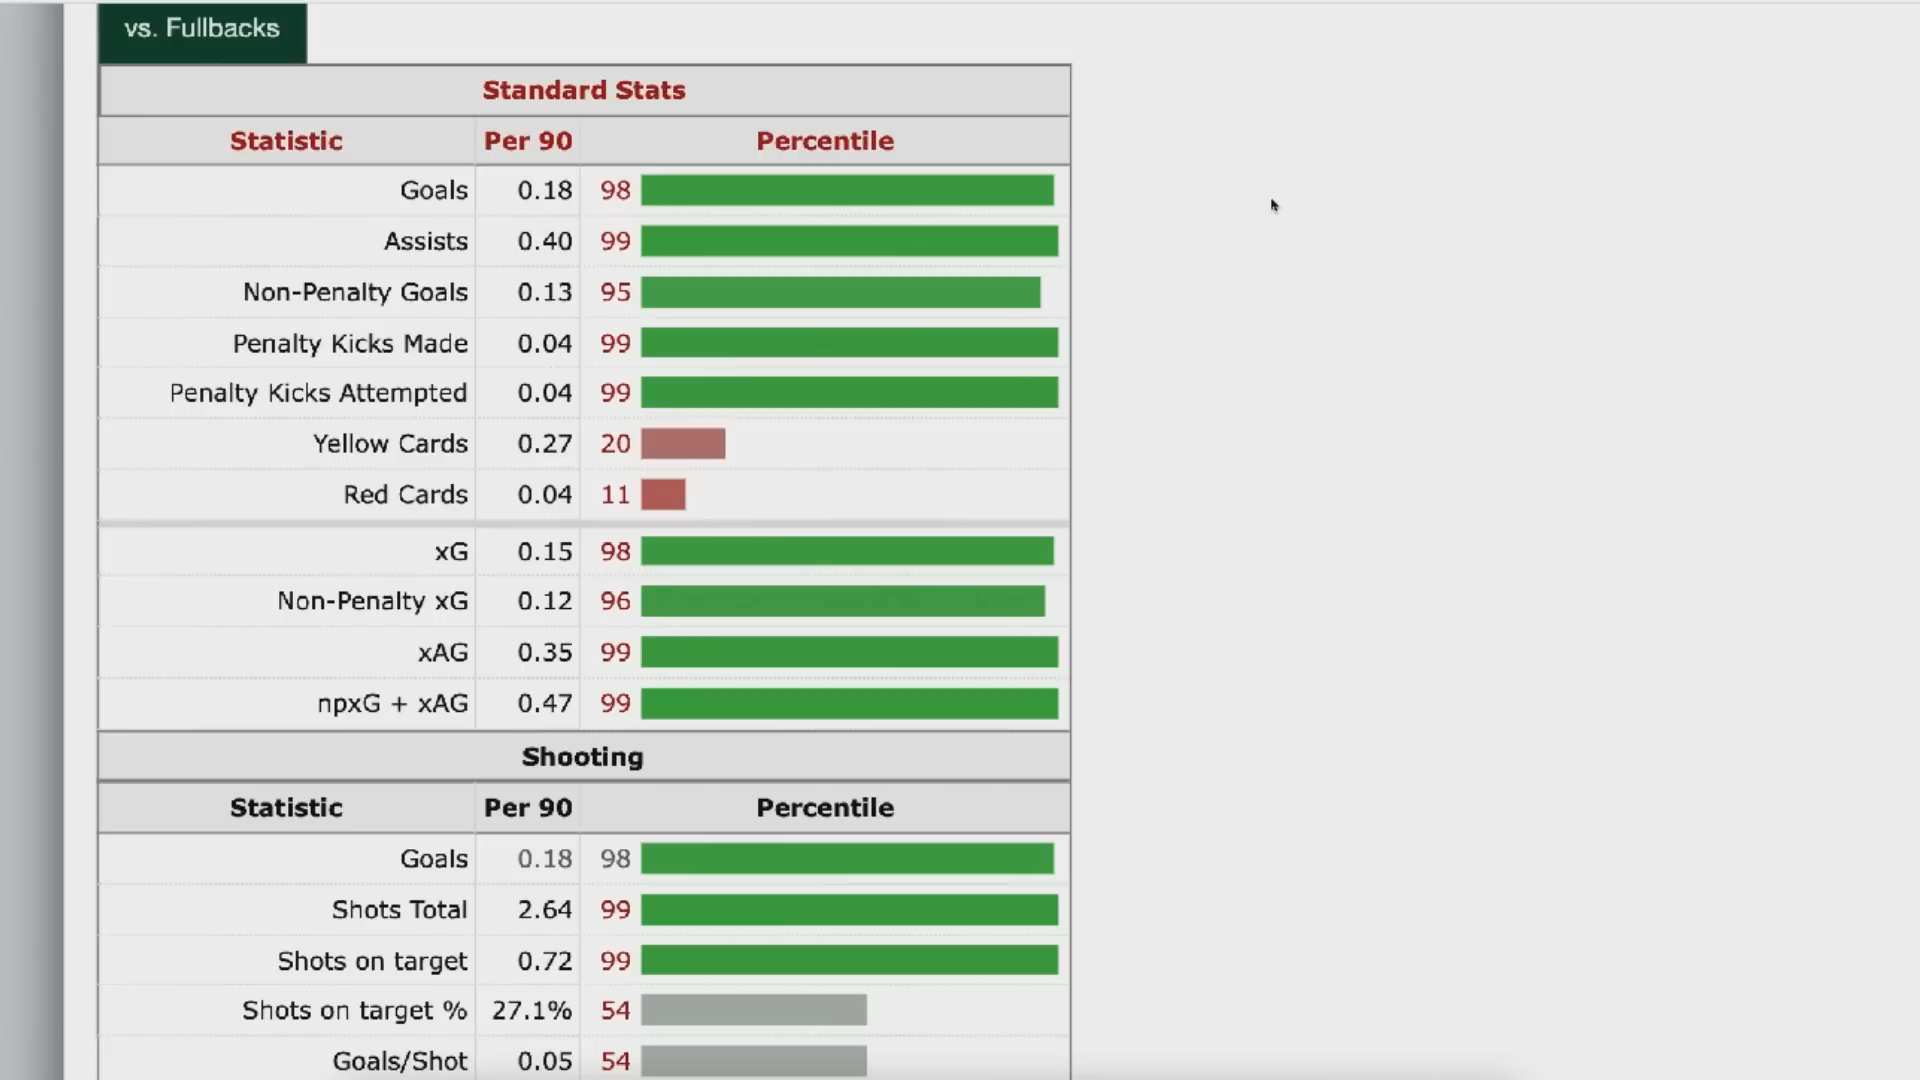 vs. Fullbacks
Standard Stats
Statistic Per 90 Percentile
Goals 0.18 98
Assists 0.40 99
Non-Penalty Goals 0.13 95
Penalty Kicks Made 0.04 99
Penalty Kicks Attempted 0.04 99
Yellow Cards 0.27 20
Red Cards 0.04 11
xG 0.15 98
Non-Penalty xG 0.12 96
xAG 0.35 99
npxG + xAG 0.47 99
Shooting
Statistic Per 90 Percentile
Goals 0.18 98
Shots Total 2.64 99
Shots on target 0.72 99
Shots on target % 27.1% 54
Goals/Shot 0.05 54